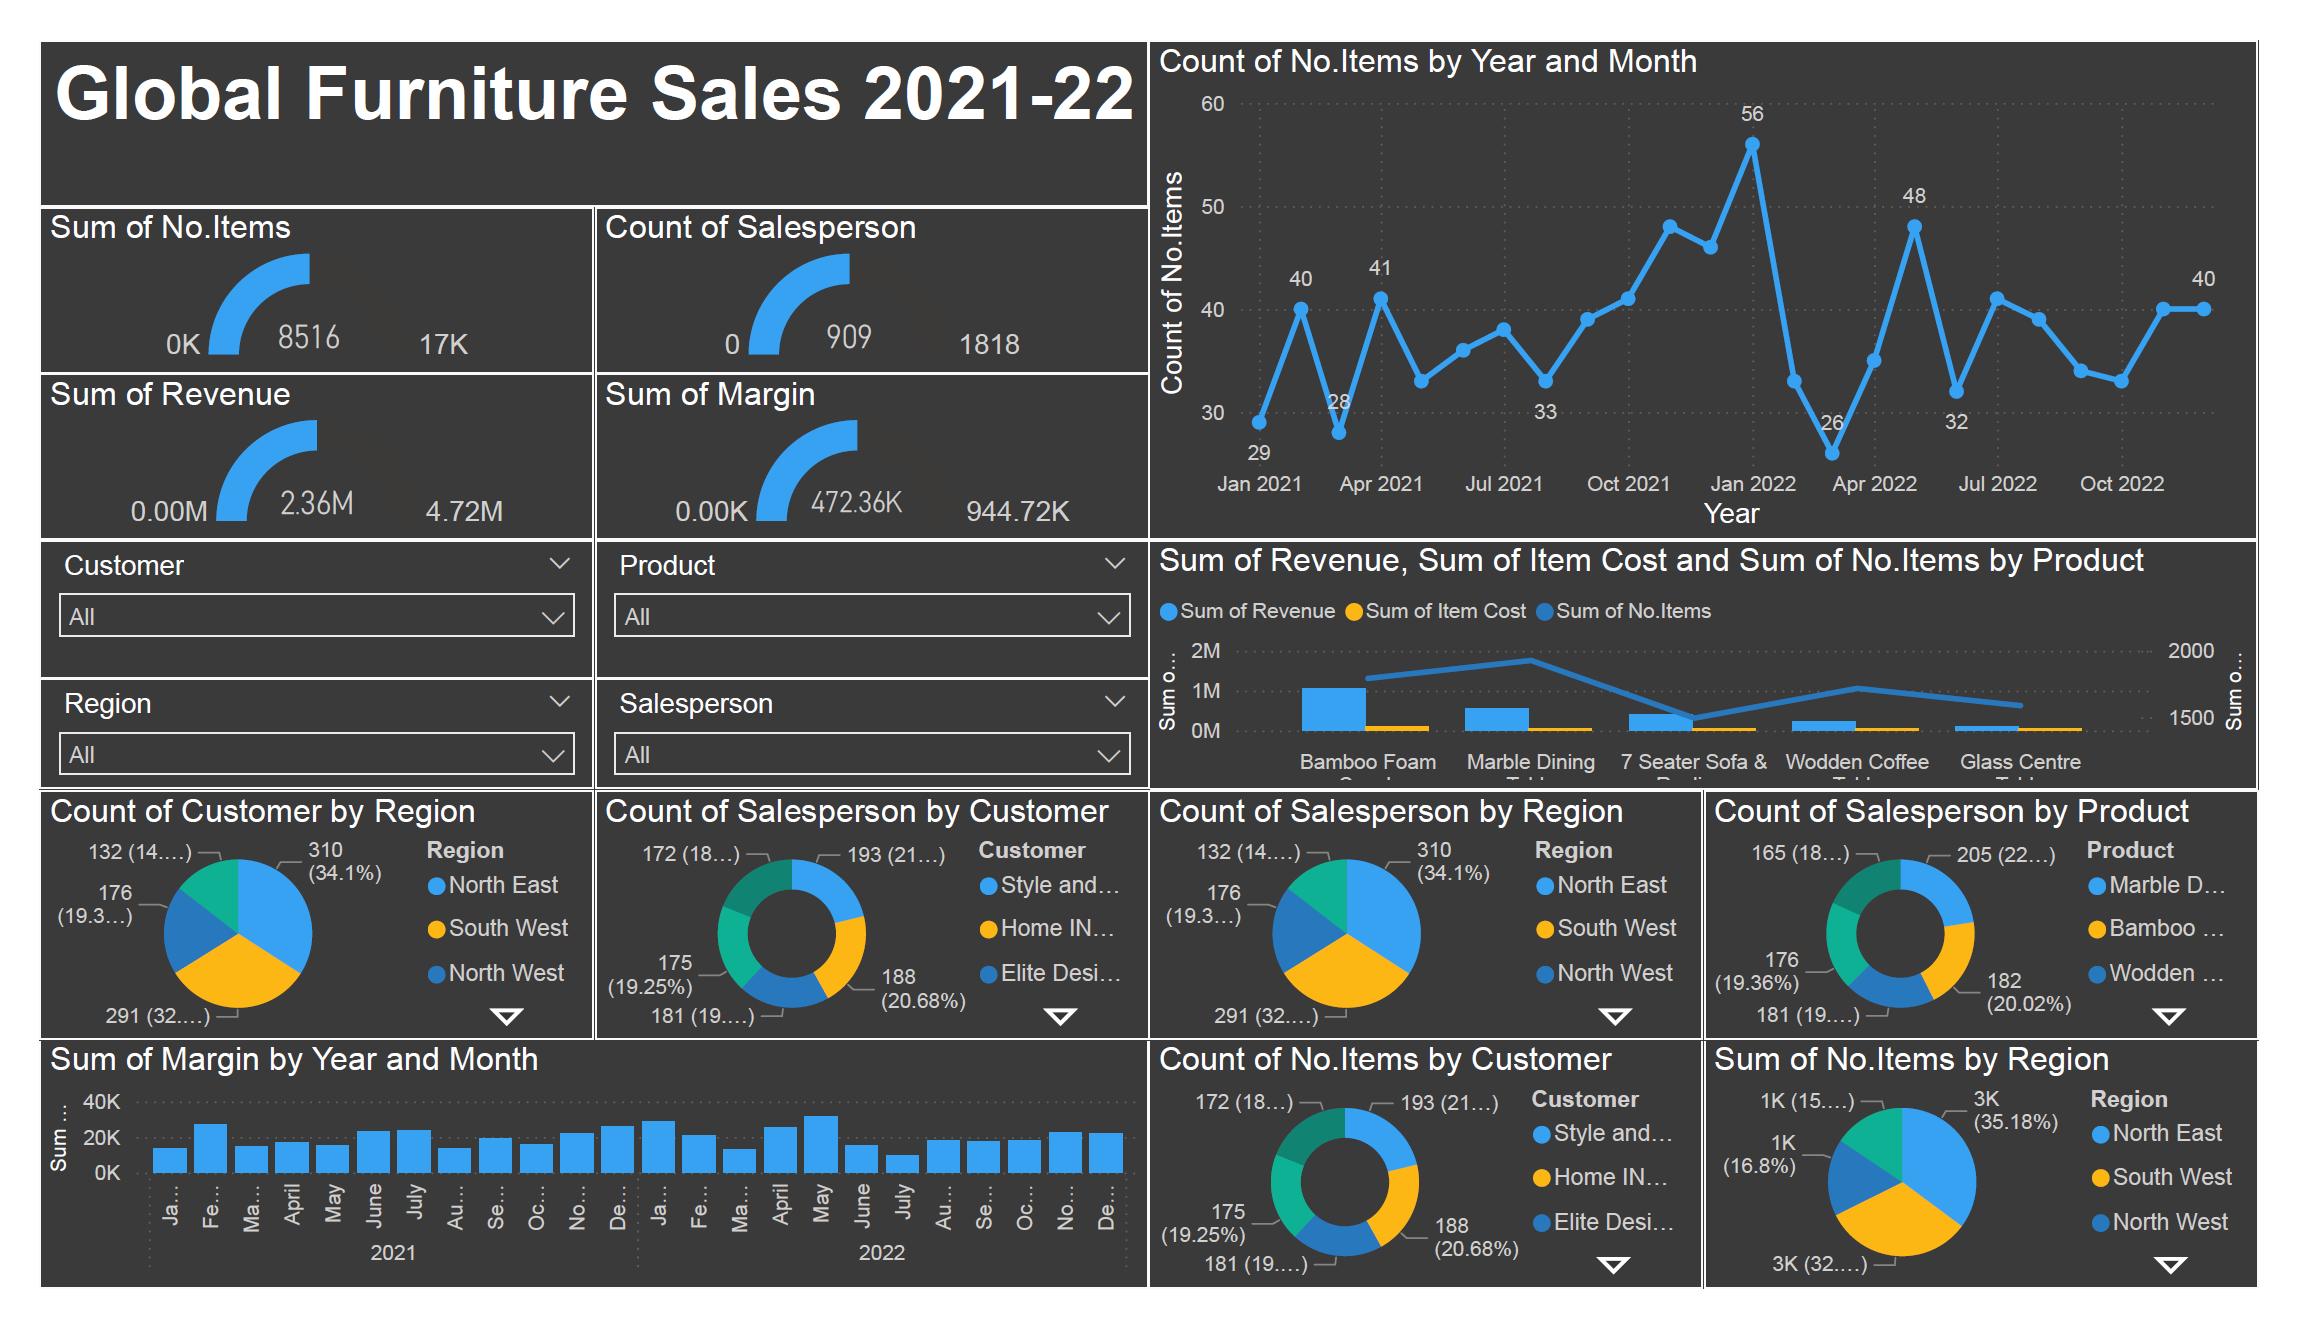 Global Furniture Sales 2021-22
Sum of No.Items
0K
8516
17K
Count of Salesperson
0
909
1818
Sum of Revenue
0.00M
2.36M
4.72M
Sum of Margin
0.00K
472.36K
944.72K
Customer
All
Product
All
Region
All
Salesperson
All
Count of No.Items by Year and Month
Count of No.Items
60
50
40
30
29
40
28
41
33
56
26
48
32
40
Jan 2021 Apr 2021 Jul 2021 Oct 2021 Jan 2022 Apr 2022 Jul 2022 Oct 2022
Year
Sum of Revenue, Sum of Item Cost and Sum of No.Items by Product
Sum of Revenue Sum of Item Cost Sum of No.Items
Sum o...
2M
1M
0M
2000
1500
Sum o...
Bamboo Foam Marble Dining 7 Seater Sofa & Wodden Coffee Glass Centre
Count of Customer by Region
132 (14....)
310
(34.1%)
176
(19.3...)
291 (32....)
Region
North East
South West
North West
Count of Salesperson by Customer
172 (18...)
193 (21...)
175
(19.25%)
188
(20.68%)
181 (19....)
Customer
Style and...
Home IN...
Elite Desi...
Count of Salesperson by Region
132 (14....)
310
(34.1%)
176
(19.3...)
291 (32....)
Region
North East
South West
North West
Count of Salesperson by Product
165 (18...)
205 (22...)
176
(19.36%)
182
(20.02%)
181 (19....)
Product
Marble D...
Bamboo ...
Wodden ...
Sum of Margin by Year and Month
Sum ...
40K
20K
0K
Ja... Fe... Ma... April May June July Au... Se... Oc... No... De... Ja... Fe... Ma... April May June July Au... Se... Oc... No... De...
2021 2022
Count of No.Items by Customer
172 (18...)
193 (21...)
175
(19.25%)
188
(20.68%)
181 (19....)
Customer
Style and...
Home IN...
Elite Desi...
Sum of No.Items by Region
1K (15....)
3K
(35.18%)
1K
(16.8%)
3K (32....)
Region
North East
South West
North West